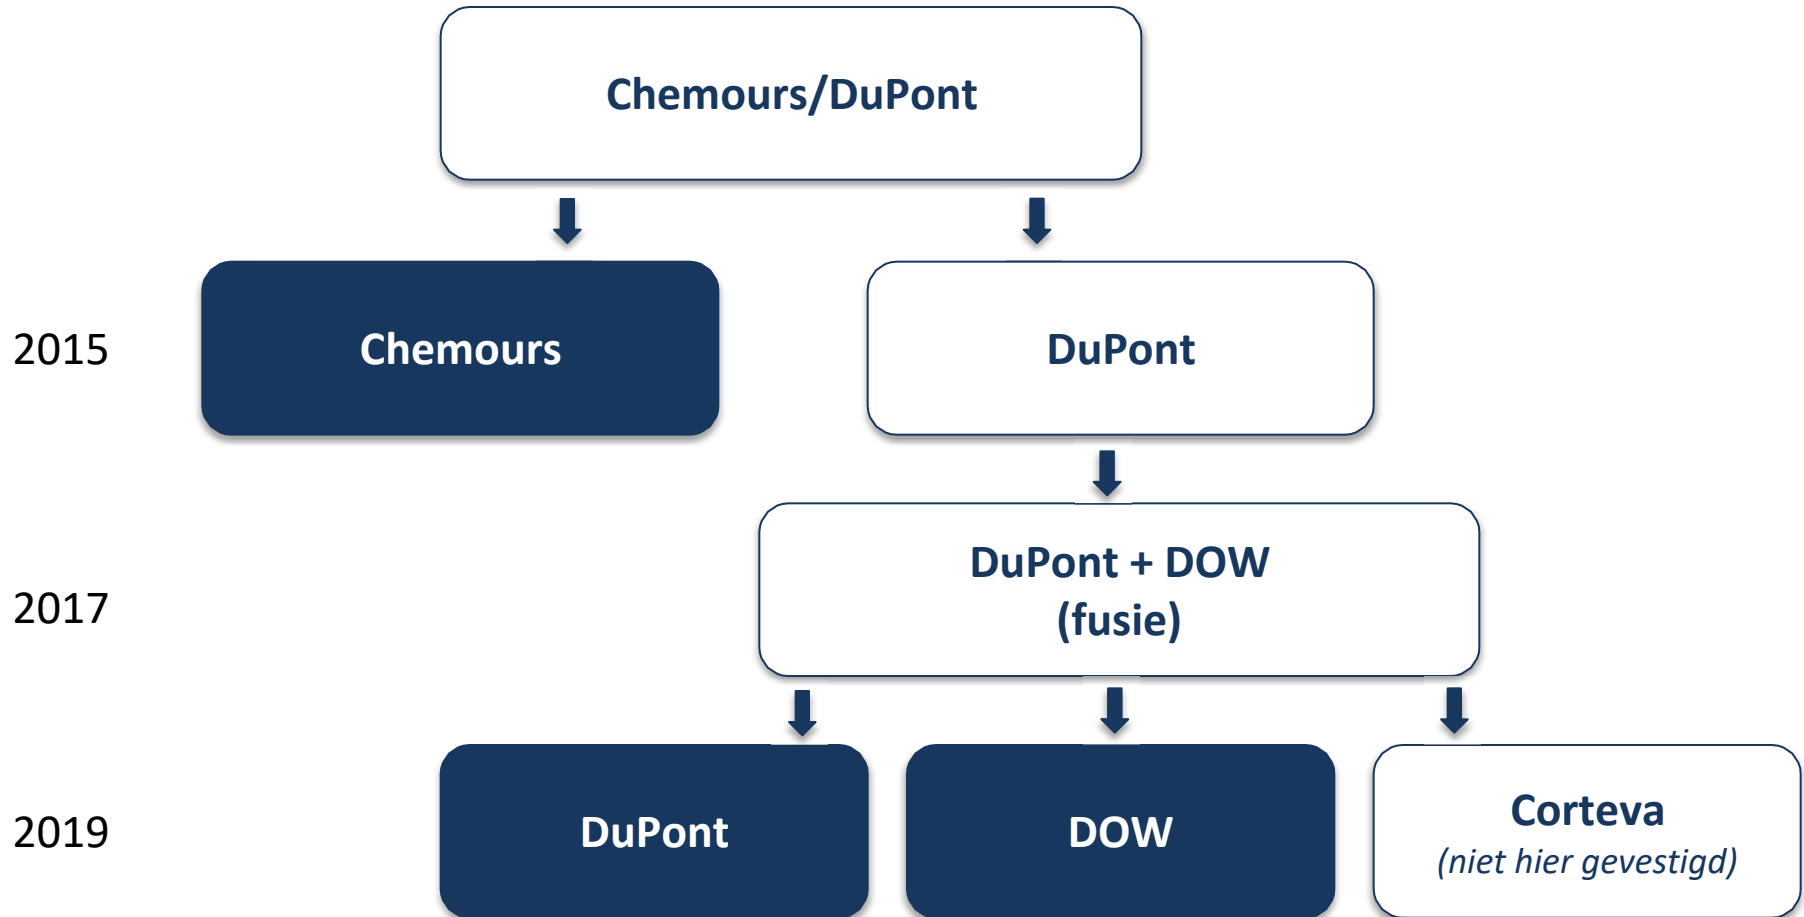 Chemours/DuPont
2015
Chemours
DuPont
2017
DuPont + DOW
(fusie)
2019
DuPont
DOW
Corteva
(niet hier gevestigd)